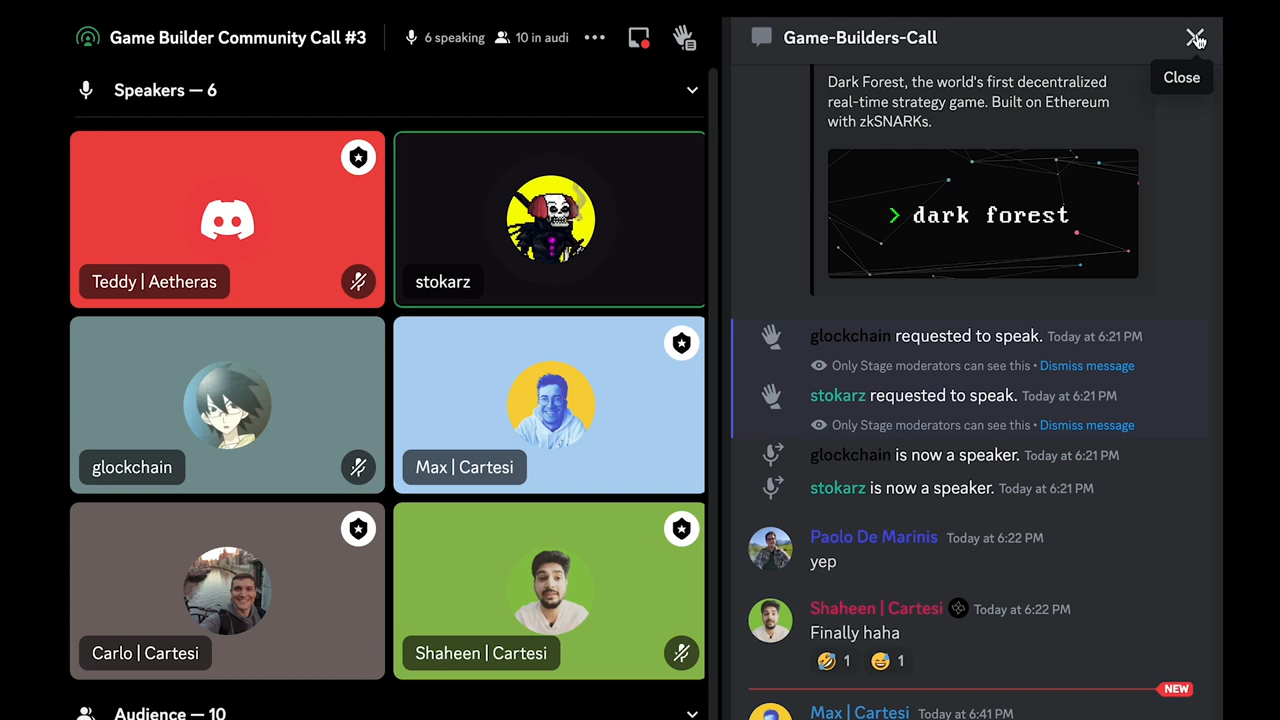 Game Builder Community Call #3
6 speaking
10 in audi
Speakers — 6
Teddy | Aetheras
stokarz
glockchain
Max | Cartesi
Carlo | Cartesi
Shaheen | Cartesi
Audience — 10
Game-Builders-Call
Close
Dark Forest, the world's first decentralized
real-time strategy game. Built on Ethereum
with zkSNARKs.
> dark forest
glockchain requested to speak. Today at 6:21 PM
Only Stage moderators can see this • Dismiss message
stokarz requested to speak. Today at 6:21 PM
Only Stage moderators can see this • Dismiss message
glockchain is now a speaker. Today at 6:21 PM
stokarz is now a speaker. Today at 6:21 PM
Paolo De Marinis Today at 6:22 PM
yep
Shaheen | Cartesi Today at 6:22 PM
Finally haha
🤣 1 😅 1
NEW
Max | Cartesi Today at 6:41 PM